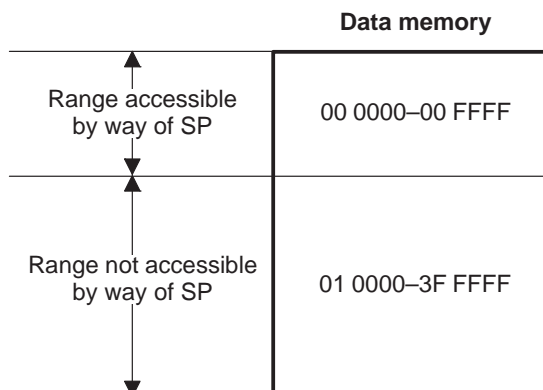 Data memory
Range accessible
by way of SP
00 0000–00 FFFF
Range not accessible
by way of SP
01 0000–3F FFFF